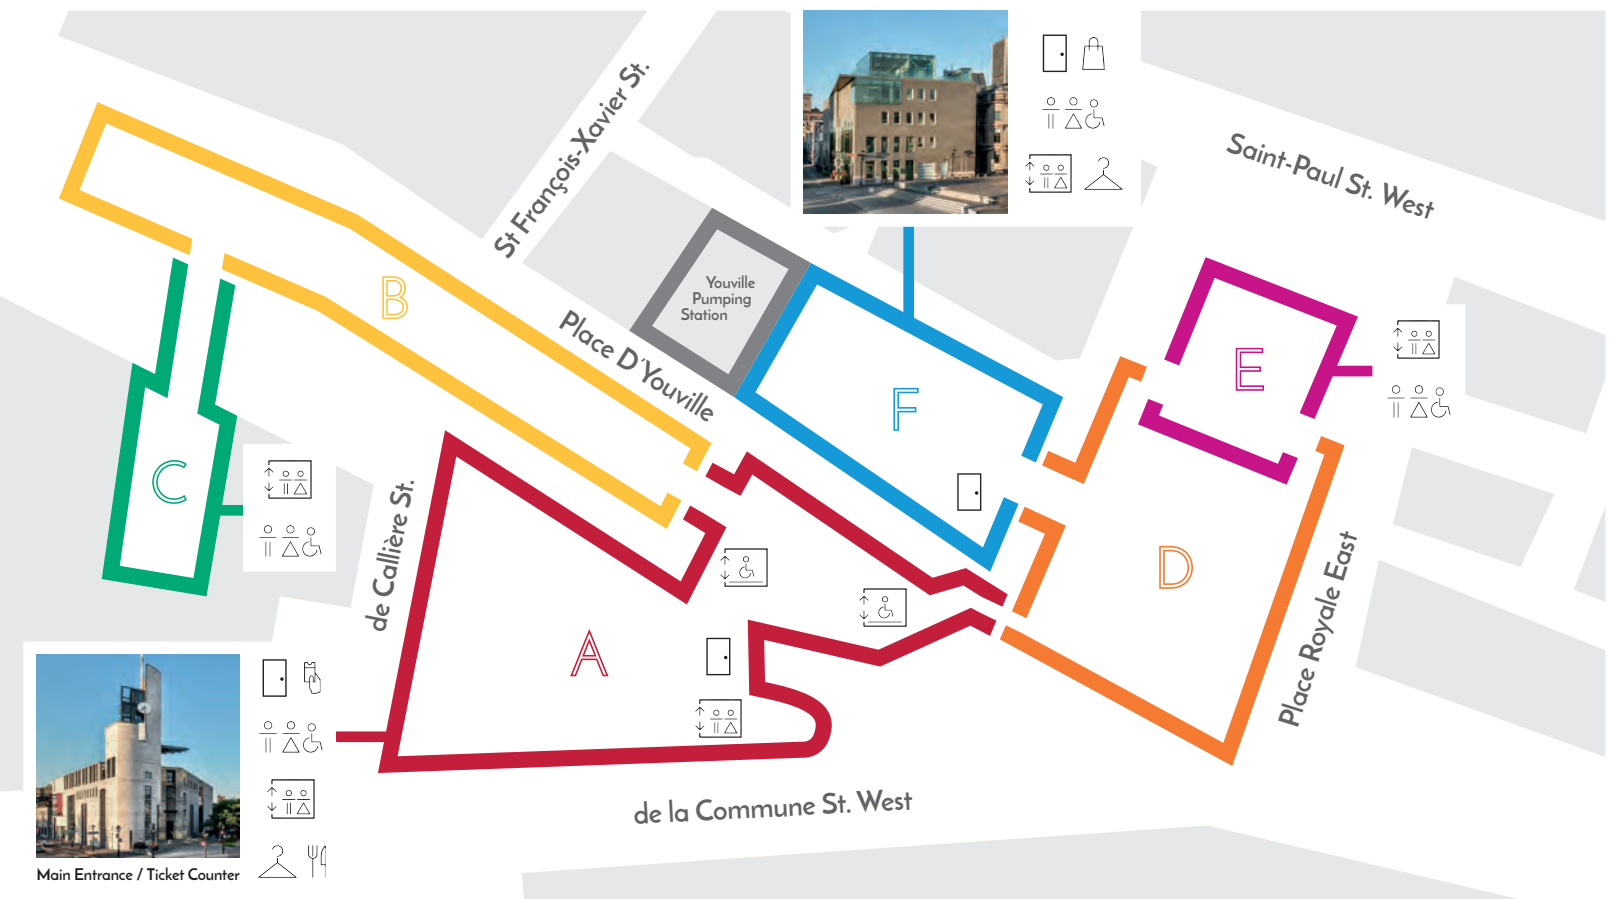 St François-Xavier St.
Saint-Paul St. West
Youville
Pumping
Station
Place D'Youville
B
E
F
C
de Callière St.
D
A
Place Royale East
de la Commune St. West
Main Entrance / Ticket Counter